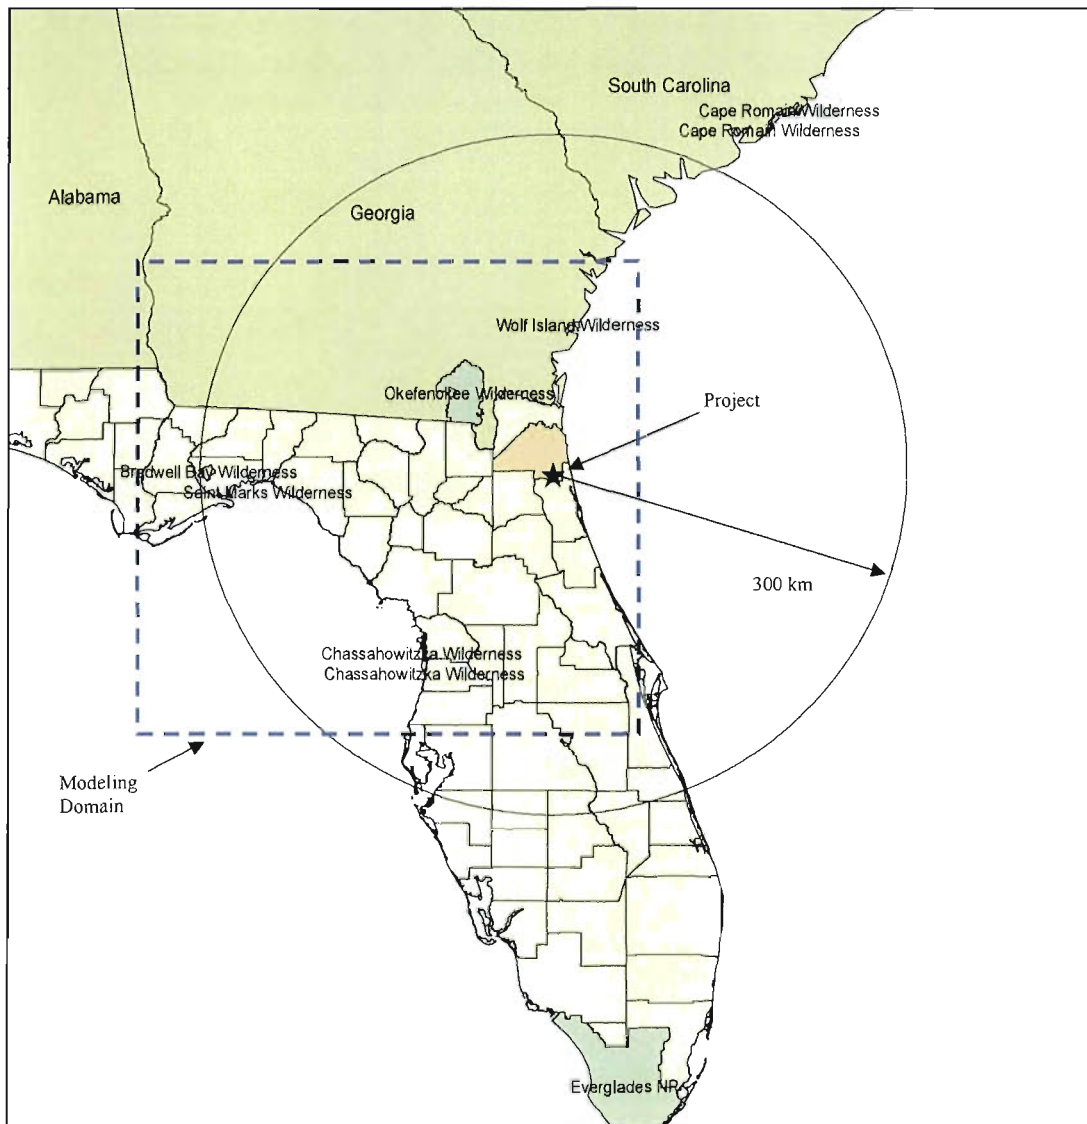 South Carolina
Cape Romain Wilderness
Cape Romain Wilderness
Alabama
Georgia
Wolf Island Wilderness
Okefenokee Wilderness
Project
Bradwell Bay Wilderness
Saint Marks Wilderness
300 km
Chassahowitzka Wilderness
Chassahowitzka Wilderness
Modeling
Domain
Everglades NP